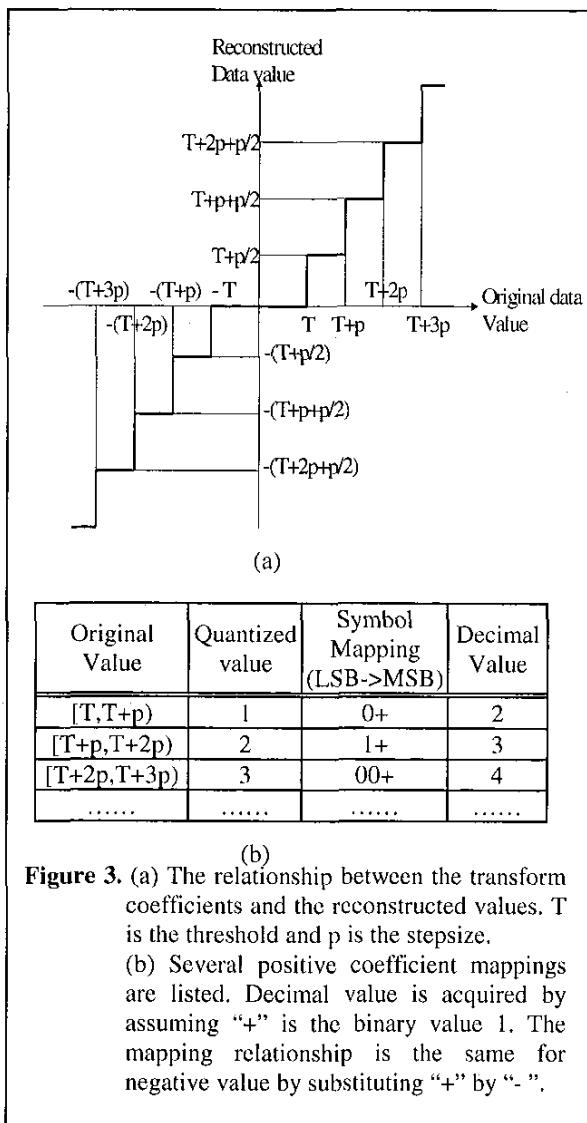 Reconstructed
Data value
T+2p+p/2
T+p+p/2
T+p/2
-(T+3p) -(T+p) -T
T+2p
Original data
Value
-(T+2p)
T T+p T+3p
-(T+p/2)
-(T+p+p/2)
-(T+2p+p/2)
(a)
Original Value Quantized value Symbol Mapping (LSB->MSB) Decimal Value
[T,T+p) 1 0+ 2
[T+p,T+2p) 2 1+ 3
[T+2p,T+3p) 3 00+ 4
...... ...... ...... ......
(b)
Figure 3. (a) The relationship between the transform
coefficients and the reconstructed values. T
is the threshold and p is the stepsize.
(b) Several positive coefficient mappings
are listed. Decimal value is acquired by
assuming “+” is the binary value 1. The
mapping relationship is the same for
negative value by substituting “+” by “- ”.